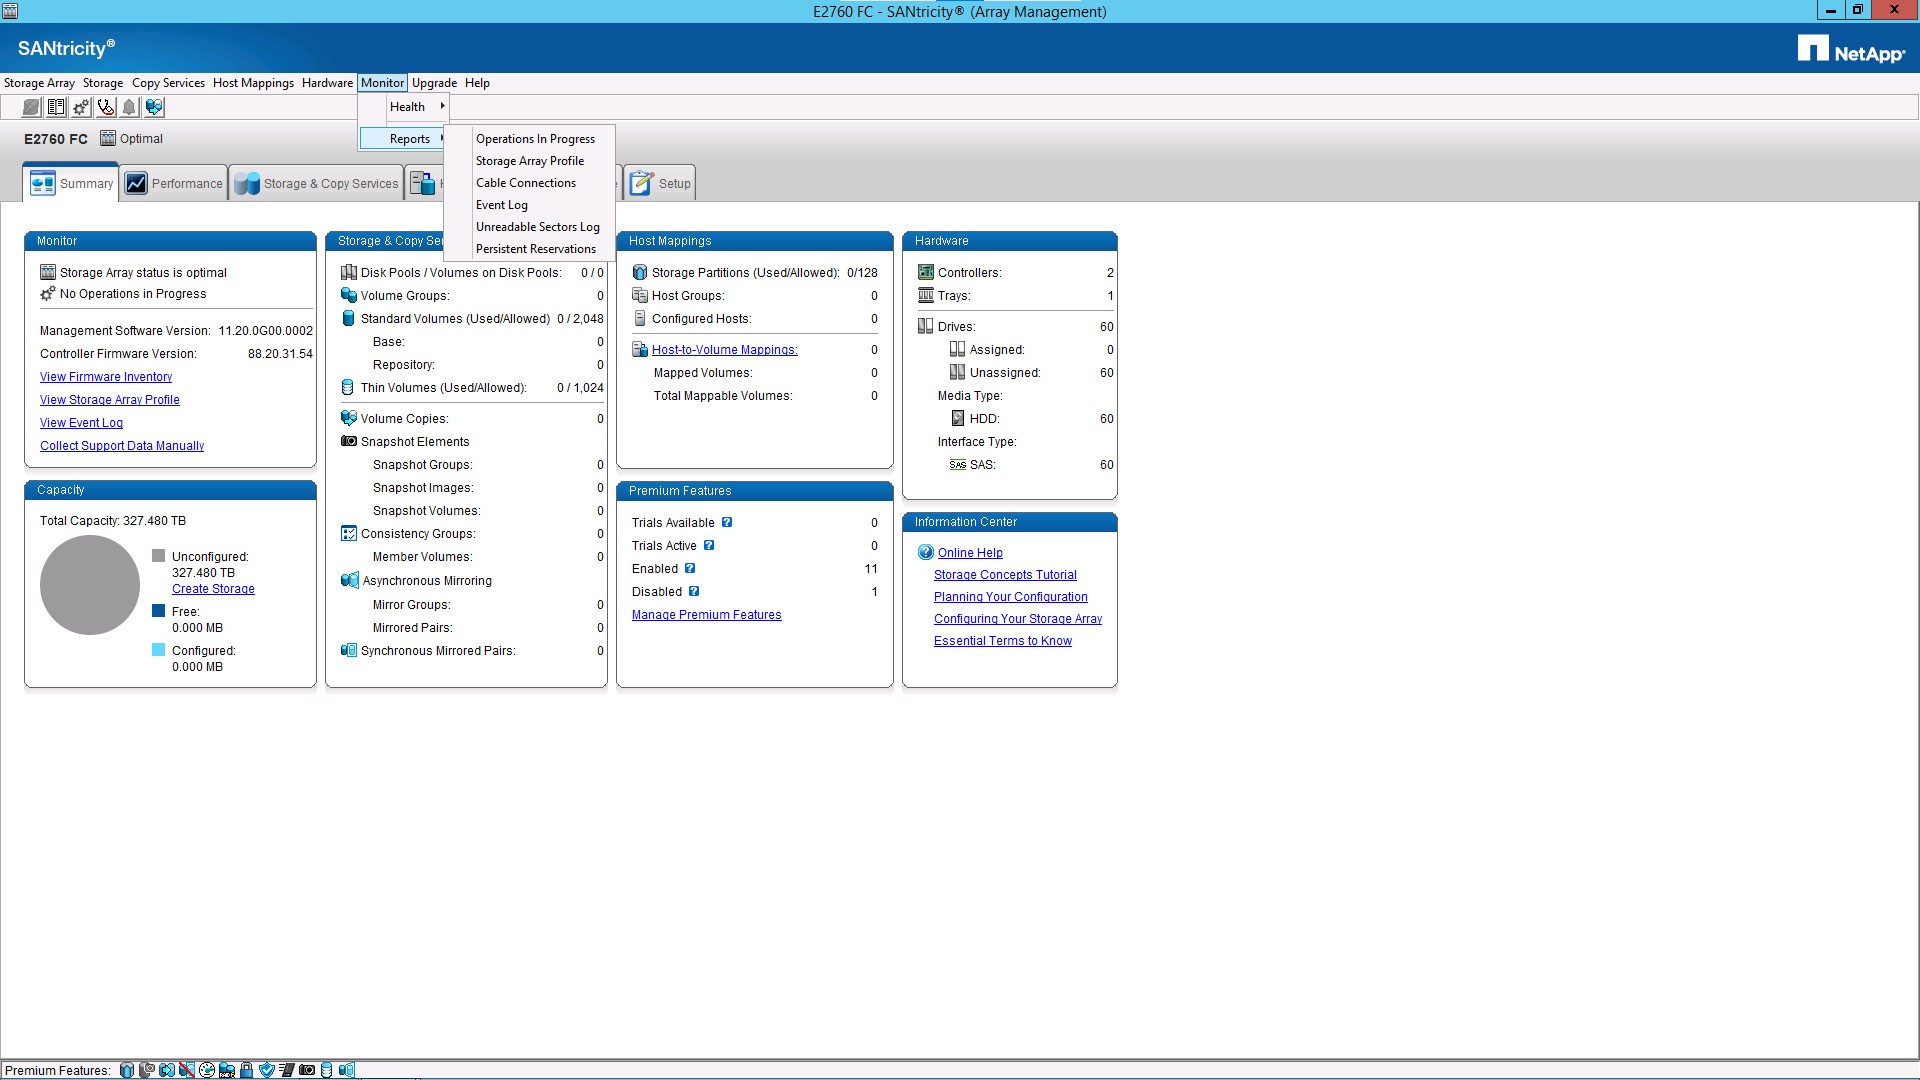 E2760 FC - SANtricity® (Array Management)
SANtricity®
NetApp®
Storage Array Storage Copy Services Host Mappings Hardware Monitor Upgrade Help
Health
E2760 FC Optimal
Reports
Operations In Progress
Storage Array Profile
Cable Connections
Event Log
Unreadable Sectors Log
Persistent Reservations
Summary Performance Storage & Copy Services Setup
Monitor
Storage Array status is optimal
No Operations in Progress
Management Software Version: 11.20.0G00.0002
Controller Firmware Version: 88.20.31.54
View Firmware Inventory
View Storage Array Profile
View Event Log
Collect Support Data Manually
Capacity
Total Capacity: 327.480 TB
Unconfigured:
327.480 TB
Create Storage
Free:
0.000 MB
Configured:
0.000 MB
Storage & Copy Ser
Disk Pools / Volumes on Disk Pools: 0 / 0
Volume Groups: 0
Standard Volumes (Used/Allowed) 0 / 2,048
Base: 0
Repository: 0
Thin Volumes (Used/Allowed): 0 / 1,024
Volume Copies: 0
Snapshot Elements
Snapshot Groups: 0
Snapshot Images: 0
Snapshot Volumes: 0
Consistency Groups: 0
Member Volumes: 0
Asynchronous Mirroring
Mirror Groups: 0
Mirrored Pairs: 0
Synchronous Mirrored Pairs: 0
Host Mappings
Storage Partitions (Used/Allowed): 0/128
Host Groups: 0
Configured Hosts: 0
Host-to-Volume Mappings: 0
Mapped Volumes: 0
Total Mappable Volumes: 0
Premium Features
Trials Available ? 0
Trials Active ? 0
Enabled ? 11
Disabled ? 1
Manage Premium Features
Hardware
Controllers: 2
Trays: 1
Drives: 60
Assigned: 0
Unassigned: 60
Media Type:
HDD: 60
Interface Type:
SAS SAS: 60
Information Center
? Online Help
Storage Concepts Tutorial
Planning Your Configuration
Configuring Your Storage Array
Essential Terms to Know
Premium Features: